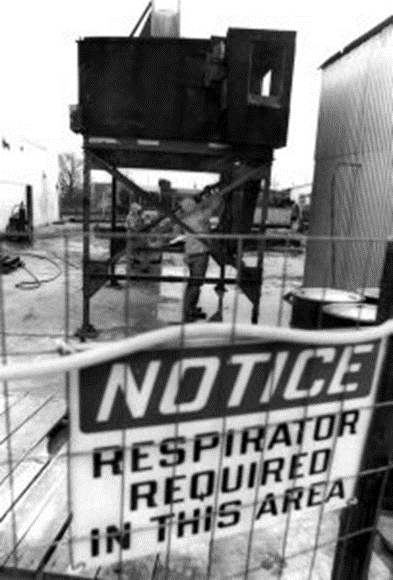 NOTICE
RESPIRATOR
REQUIRED
IN THIS AREA